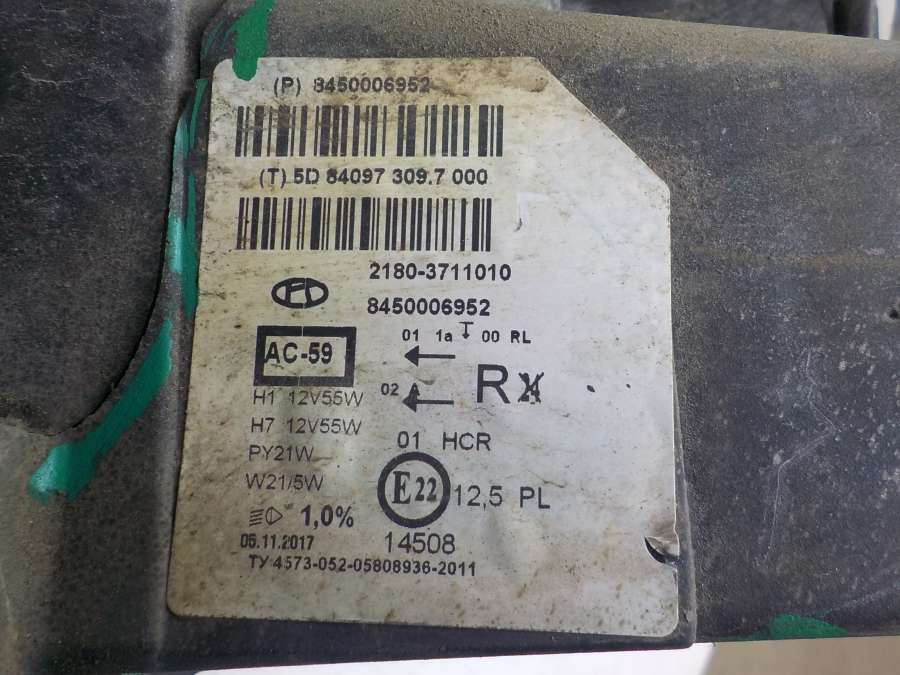 (P) 8450006952
(T) 5D 84097 309.7 000
2180-3711010
8450006952
AC-59
01 1a 00 RL
02 A
H1 12V55W
H7 12V55W
PY21W
W21/5W
01 HCR
E22
12,5 PL
1,0%
06.11.2017
14508
ТУ 4573-052-05808936-2011